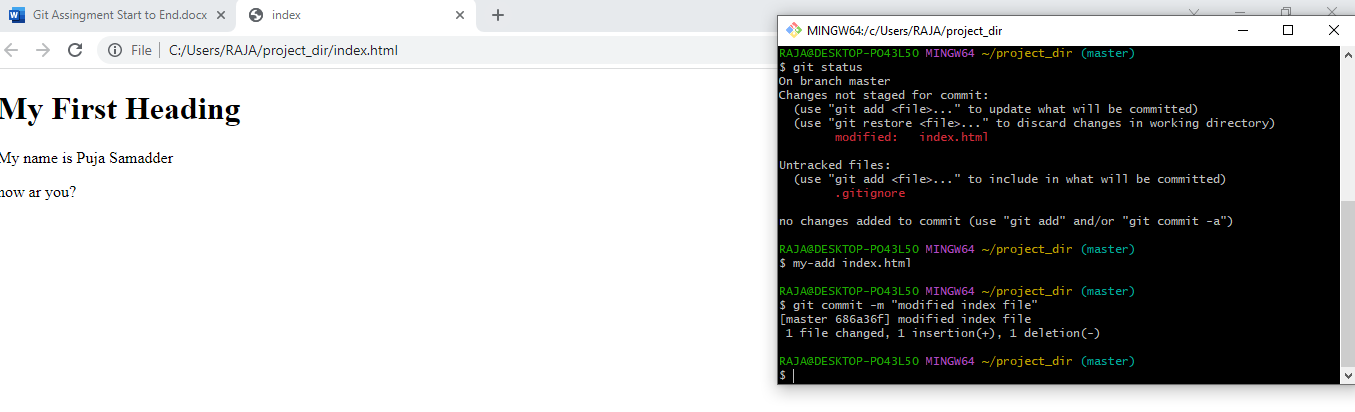 Git Assingment Start to End.docx
index
File
C:/Users/RAJA/project_dir/index.html
My First Heading
My name is Puja Samadder
how ar you?
MINGW64:/c/Users/RAJA/project_dir
RAJA@DESKTOP-PO43L5O MINGW64 ~/project_dir (master)
$ git status
On branch master
Changes not staged for commit:
(use "git add <file>..." to update what will be committed)
(use "git restore <file>..." to discard changes in working directory)
modified: index.html
Untracked files:
(use "git add <file>..." to include in what will be committed)
.gitignore
no changes added to commit (use "git add" and/or "git commit -a")
RAJA@DESKTOP-PO43L5O MINGW64 ~/project_dir (master)
$ my-add index.html
RAJA@DESKTOP-PO43L5O MINGW64 ~/project_dir (master)
$ git commit -m "modified index file"
[master 686a36f] modified index file
1 file changed, 1 insertion(+), 1 deletion(-)
RAJA@DESKTOP-PO43L5O MINGW64 ~/project_dir (master)
$